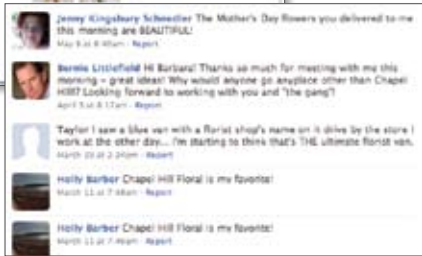 Jenny Kingsbury Schnedler The Mother's Day flowers you delivered to me
this morning are BEAUTIFUL!
May 8 at 8:40am · Report
Bernie Littlefield Hi Barbara! Thanks so much for meeting with me this
morning - great ideas! Why would anyone go anyplace other than Chapel
Hill? Looking forward to working with you and "the gang"!
April 5 at 8:17am · Report
Taylor I saw a blue van with a florist shop's name on it drive by the store I
work at the other day... I'm starting to think that's THE ultimate florist van.
March 20 at 2:24pm · Report
Holly Barber Chapel Hill Floral is my favorite!
March 11 at 7:48am · Report
Holly Barber Chapel Hill Floral is my favorite!
March 11 at 7:46am · Report